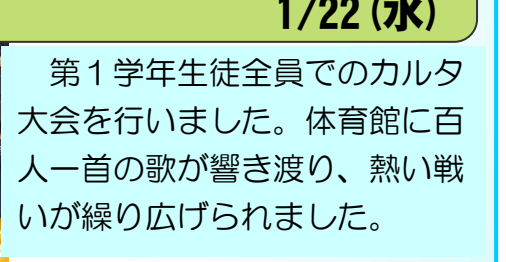 1/22(水)
第1学年生徒全員でのカルタ
大会を行いました。体育館に百
人一首の歌が響き渡り、熱い戦
いが繰り広げられました。